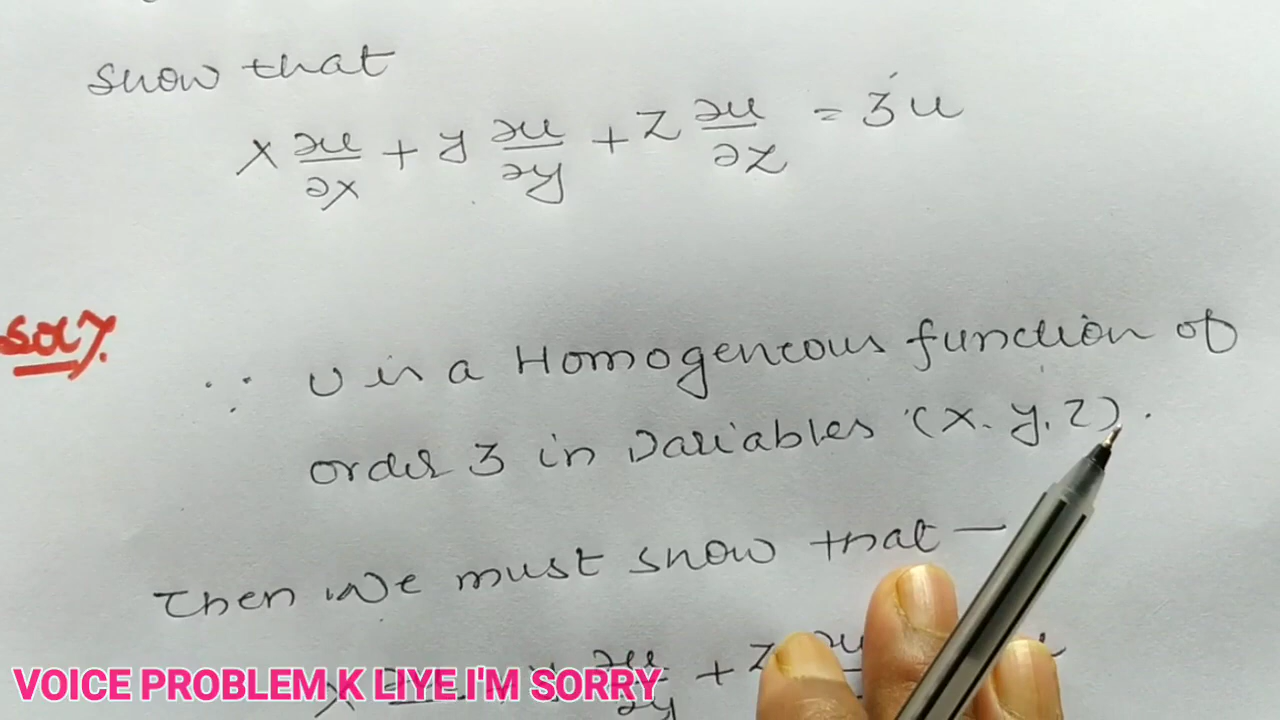 show that
x ∂u/∂x + y ∂u/∂y + z ∂u/∂z = 3u
Sol.
∵ U is a Homogeneous function of
order 3 in variables (x, y, z).
Then we must show that —
x ∂u + y ∂u/∂y + z ∂u
VOICE PROBLEM K LIYE I'M SORRY